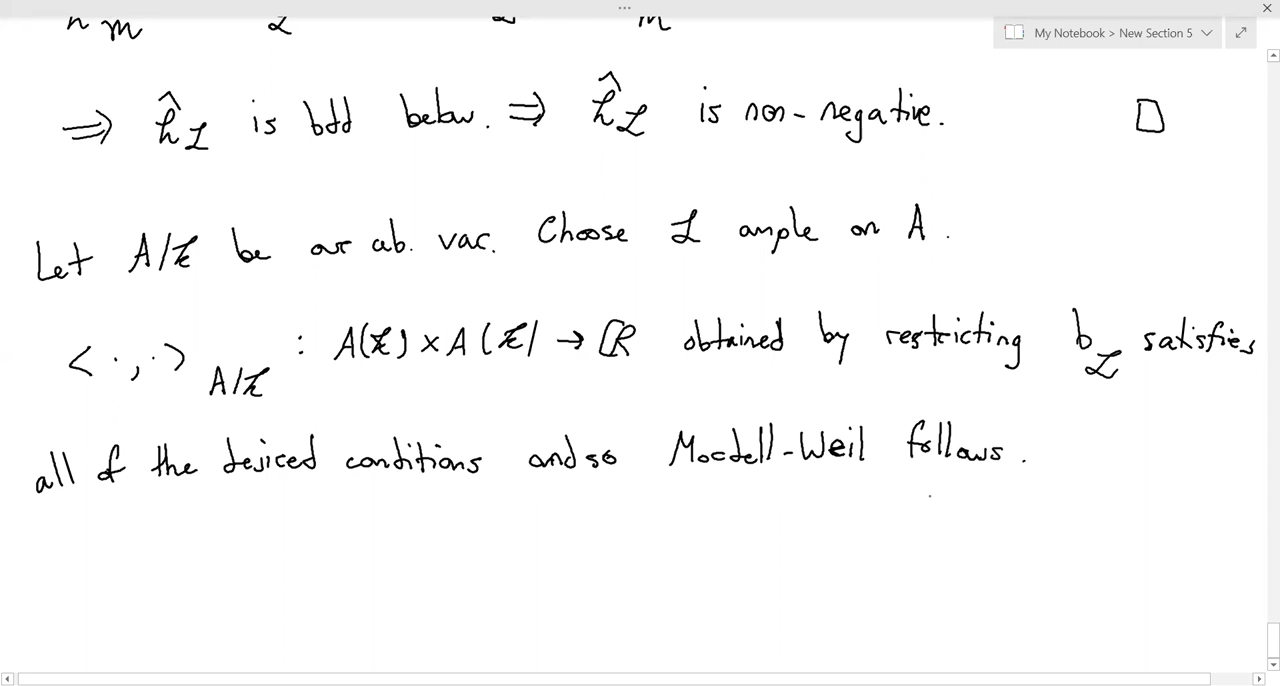 My Notebook > New Section 5
n m L m
⇒ ĥ_L is bdd below. ⇒ ĥ_L is non-negative. □
Let A/k be our ab. var. Choose L ample on A.
< · , · >_{A/k} : A(k) × A(k) → ℝ obtained by restricting b_L satisfies
all of the desired conditions and so Mordell-Weil follows.